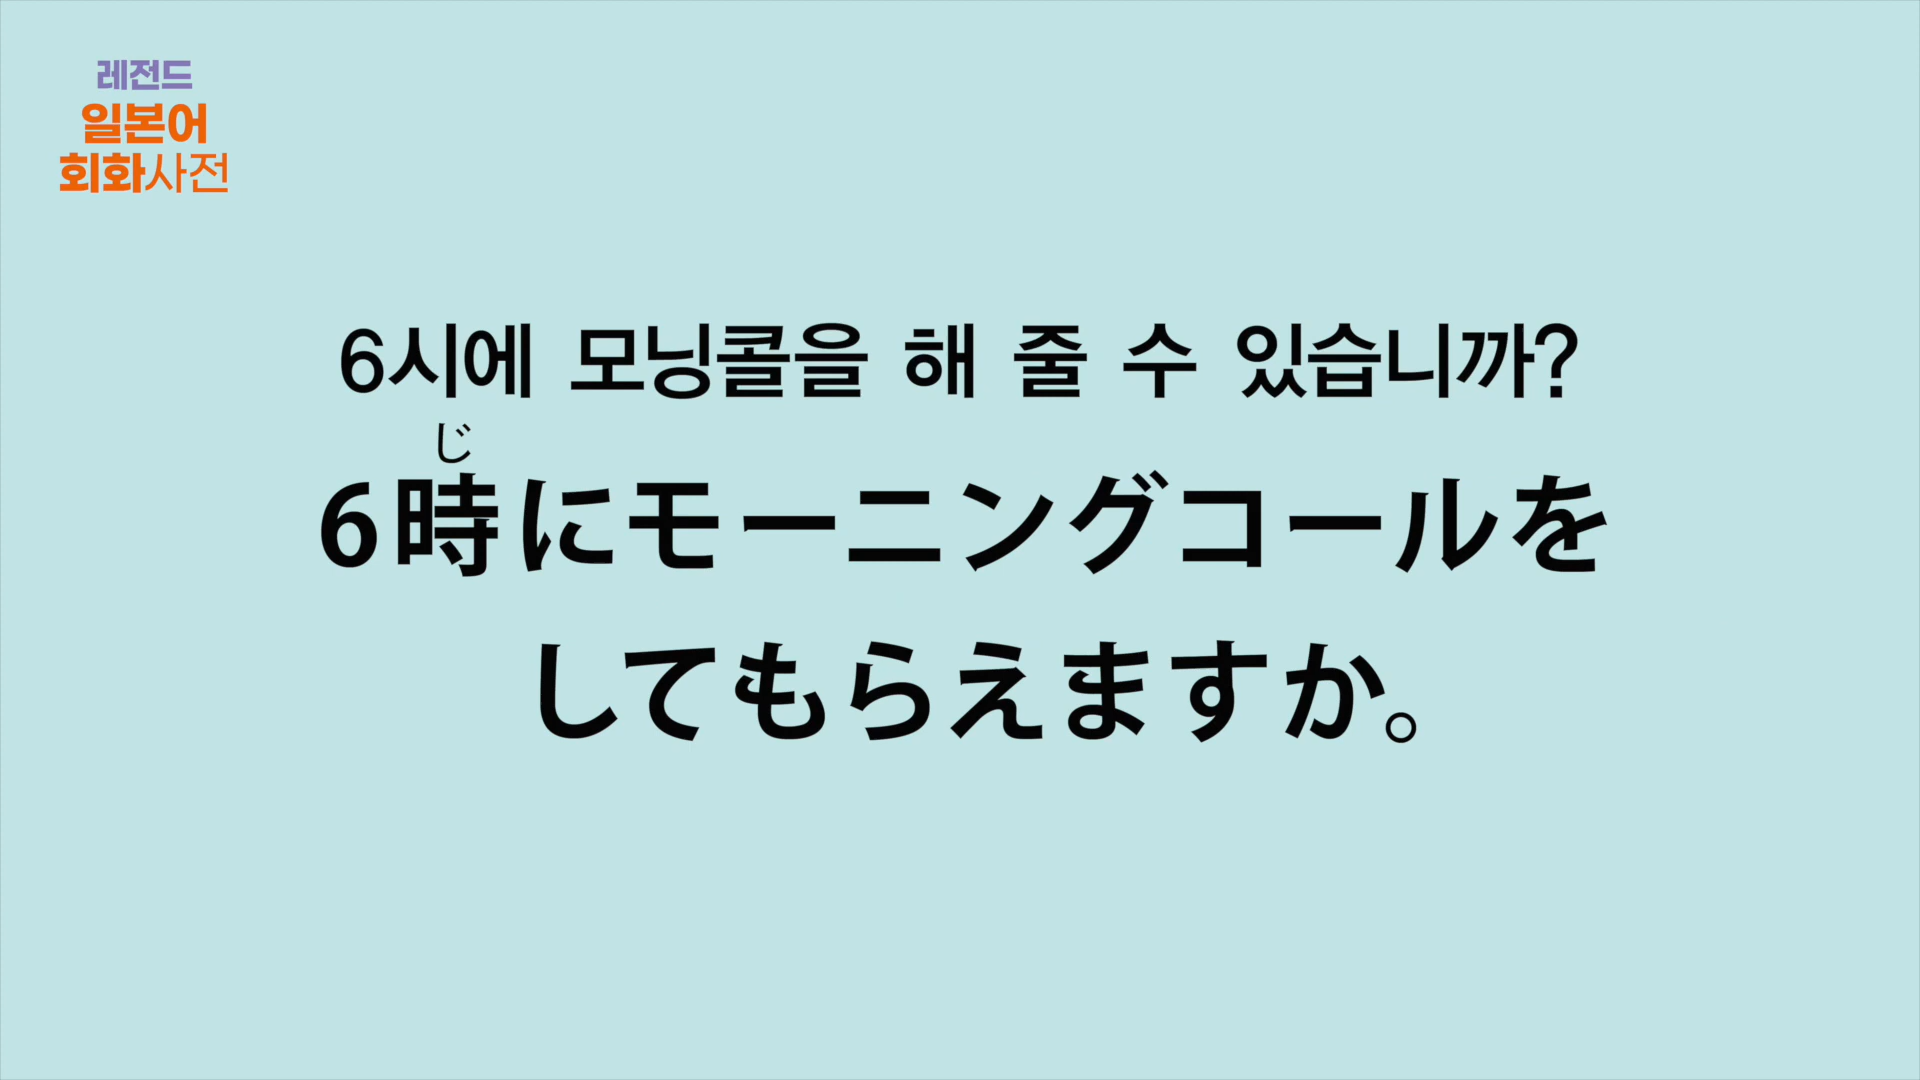 레전드
일본어
회화사전
6시에 모닝콜을 해 줄 수 있습니까?
じ
6時にモーニングコールを
してもらえますか。